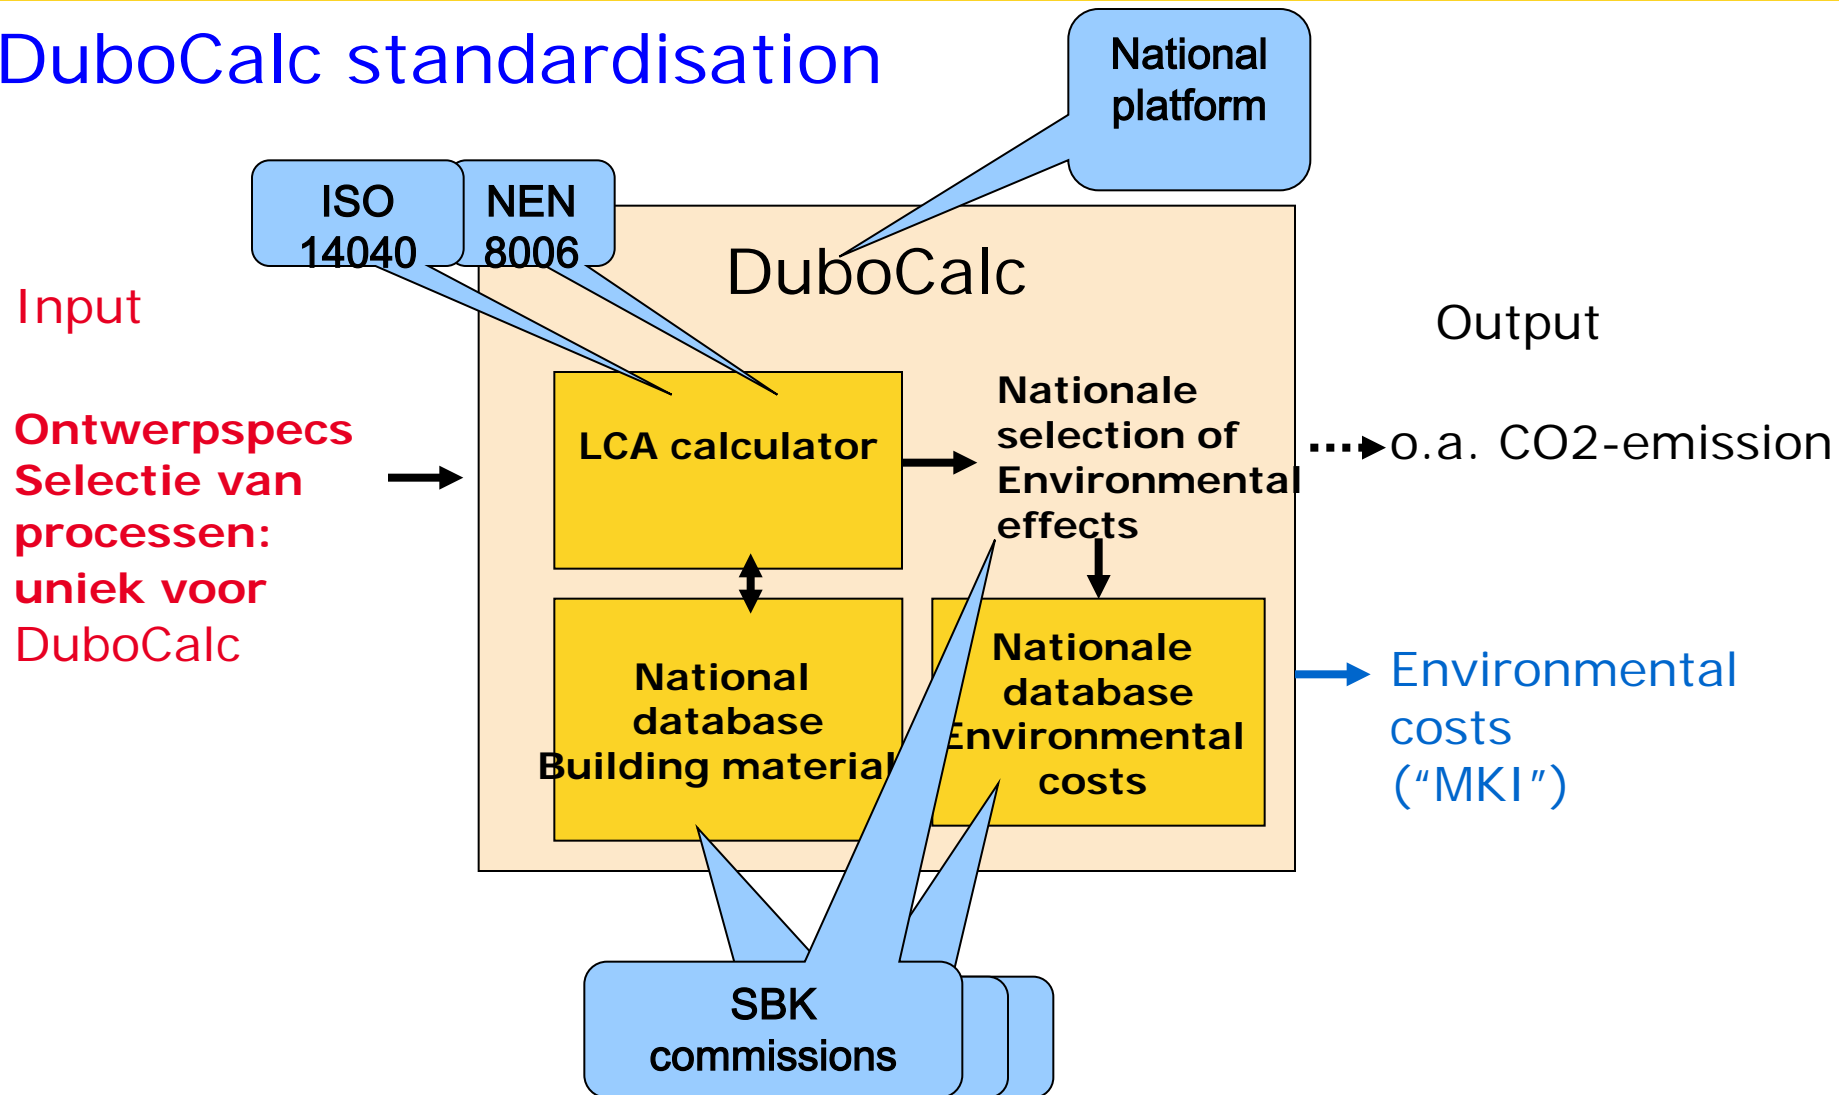 DuboCalc standardisation
National
platform
ISO
14040
NEN
8006
DuboCalc
Input
Ontwerpspecs
Selectie van
processen:
uniek voor
DuboCalc
LCA calculator
Nationale
selection of
Environmental
effects
Output
o.a. CO2-emission
National
database
Building material
Nationale
database
Environmental
costs
Environmental
costs
(“MKI”)
SBK
commissions